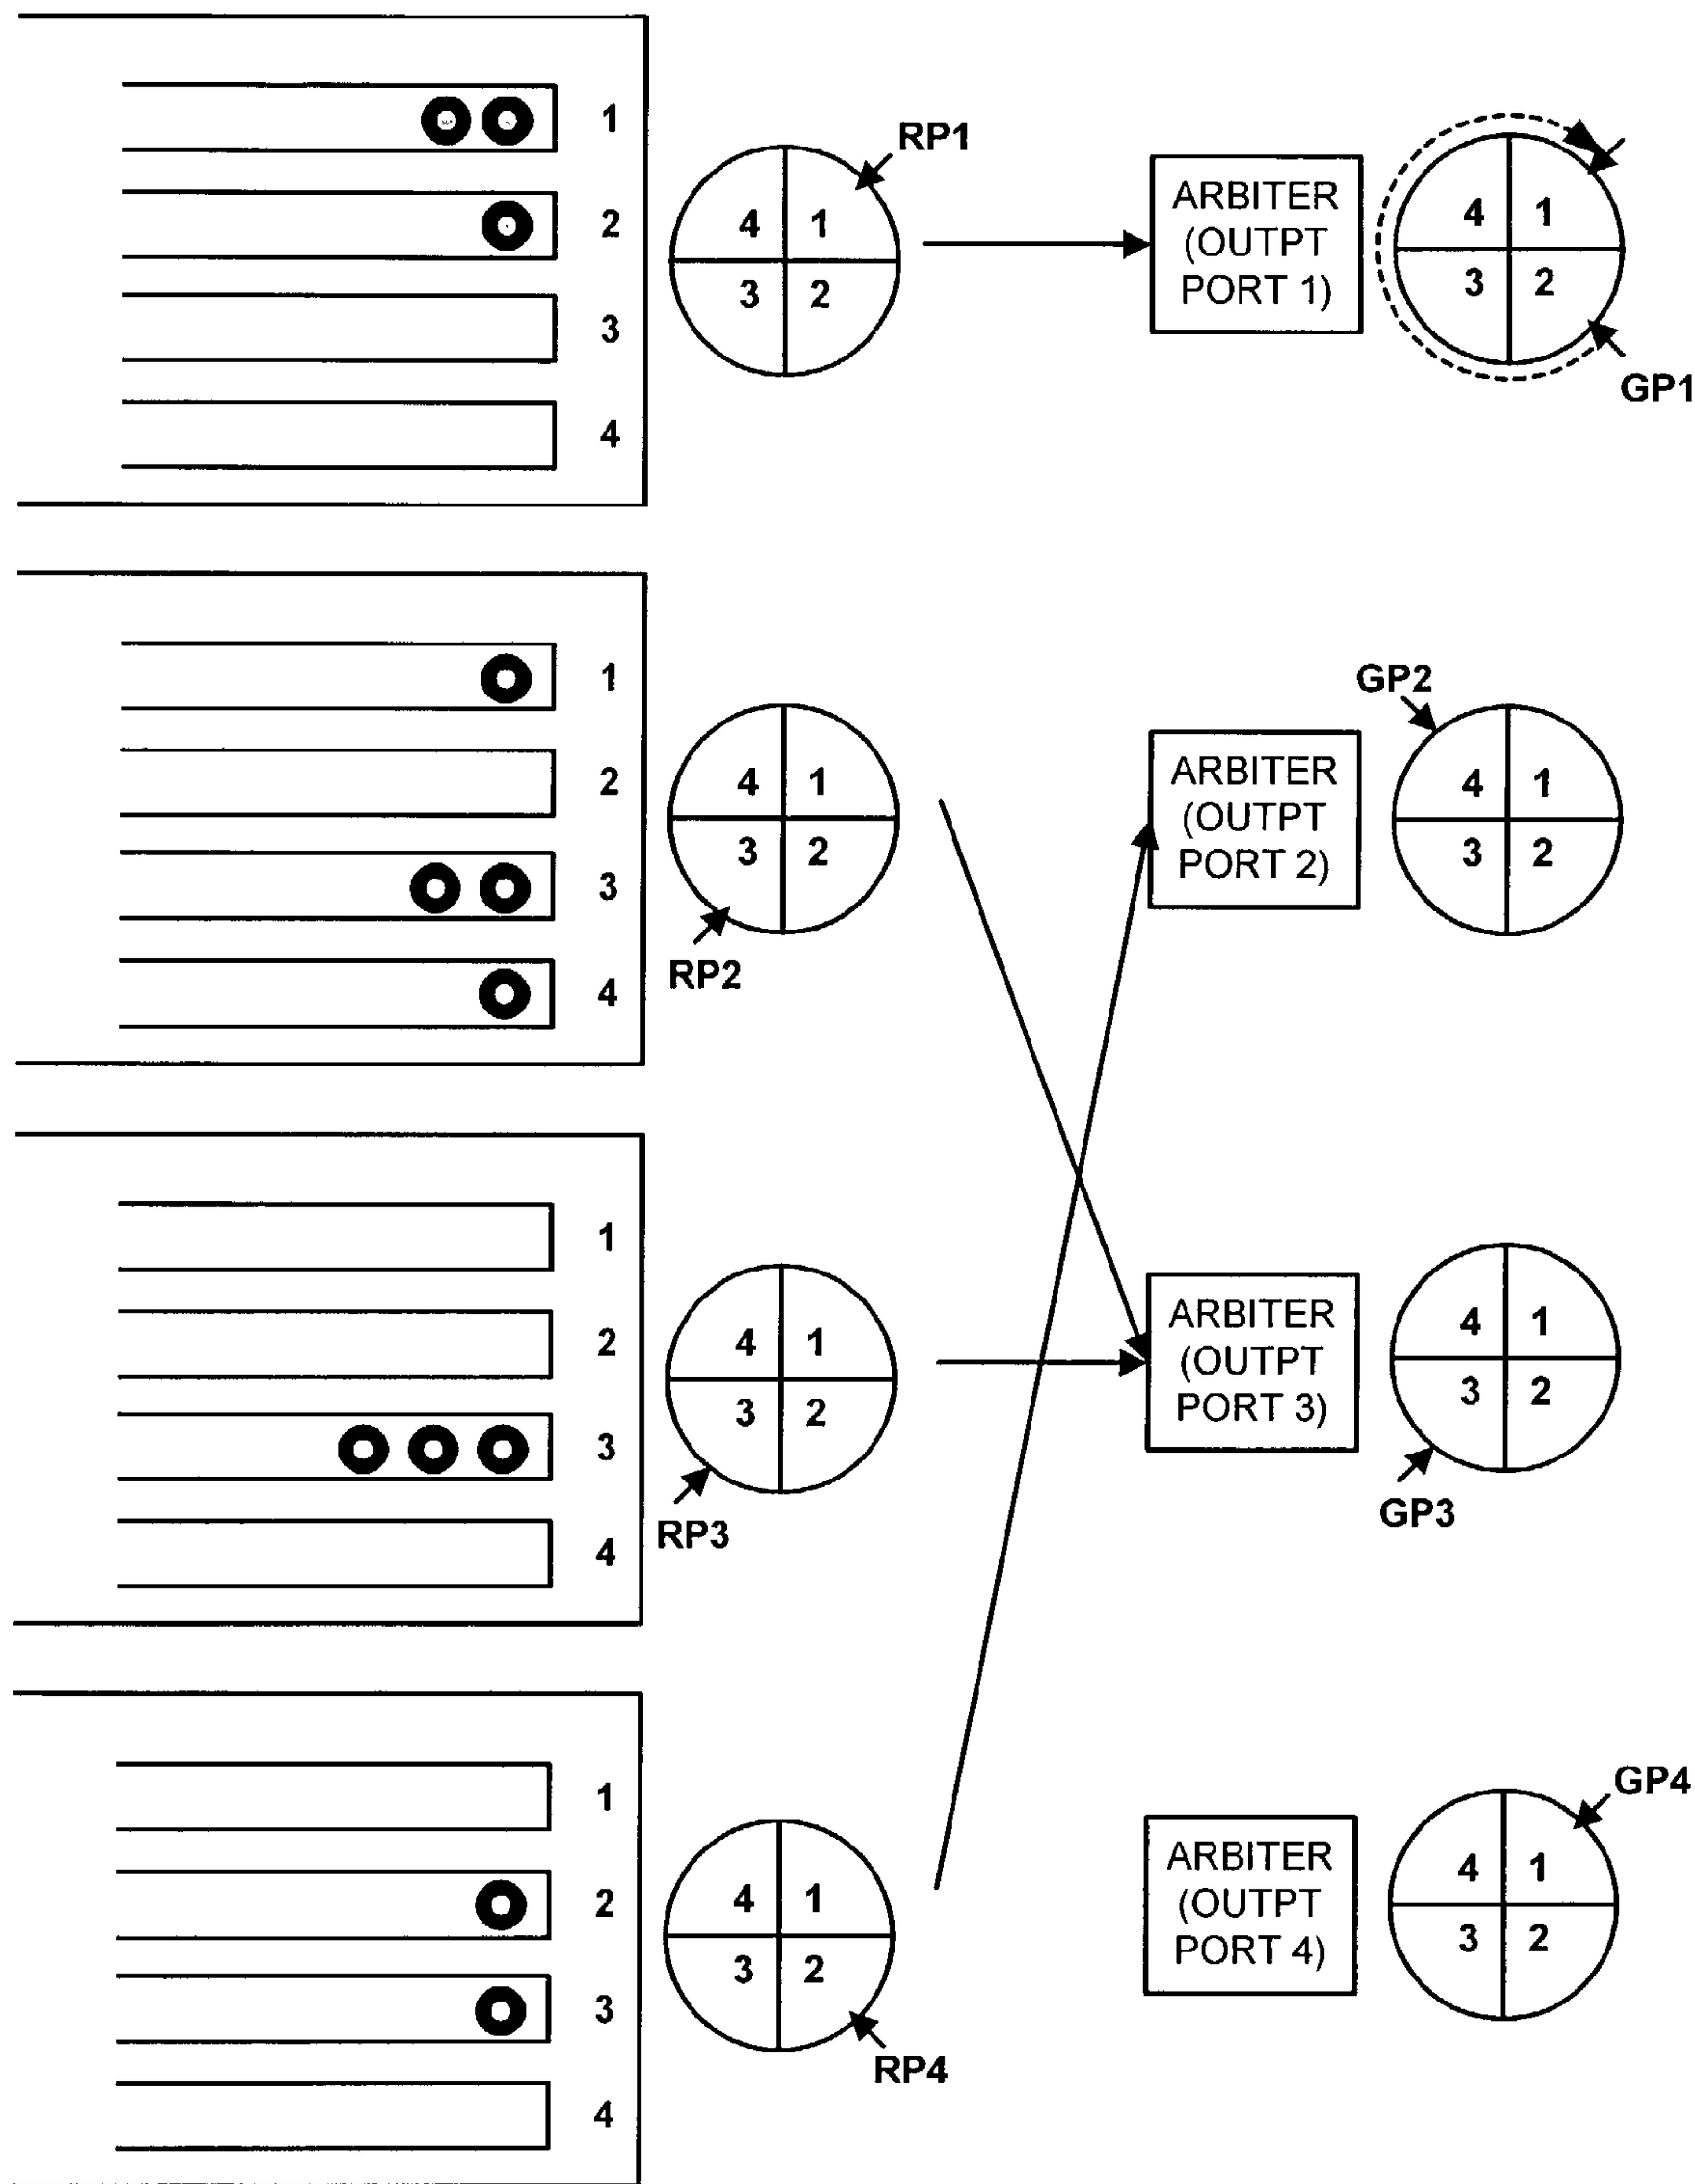 1
2
3
4
RP1
4 1
3 2
ARBITER
(OUTPT
PORT 1)
4 1
3 2
GP1
1
2
3
4
4 1
3 2
RP2
ARBITER
(OUTPT
PORT 2)
GP2
4 1
3 2
1
2
3
4
4 1
3 2
RP3
ARBITER
(OUTPT
PORT 3)
4 1
3 2
GP3
1
2
3
4
4 1
3 2
RP4
ARBITER
(OUTPT
PORT 4)
GP4
4 1
3 2